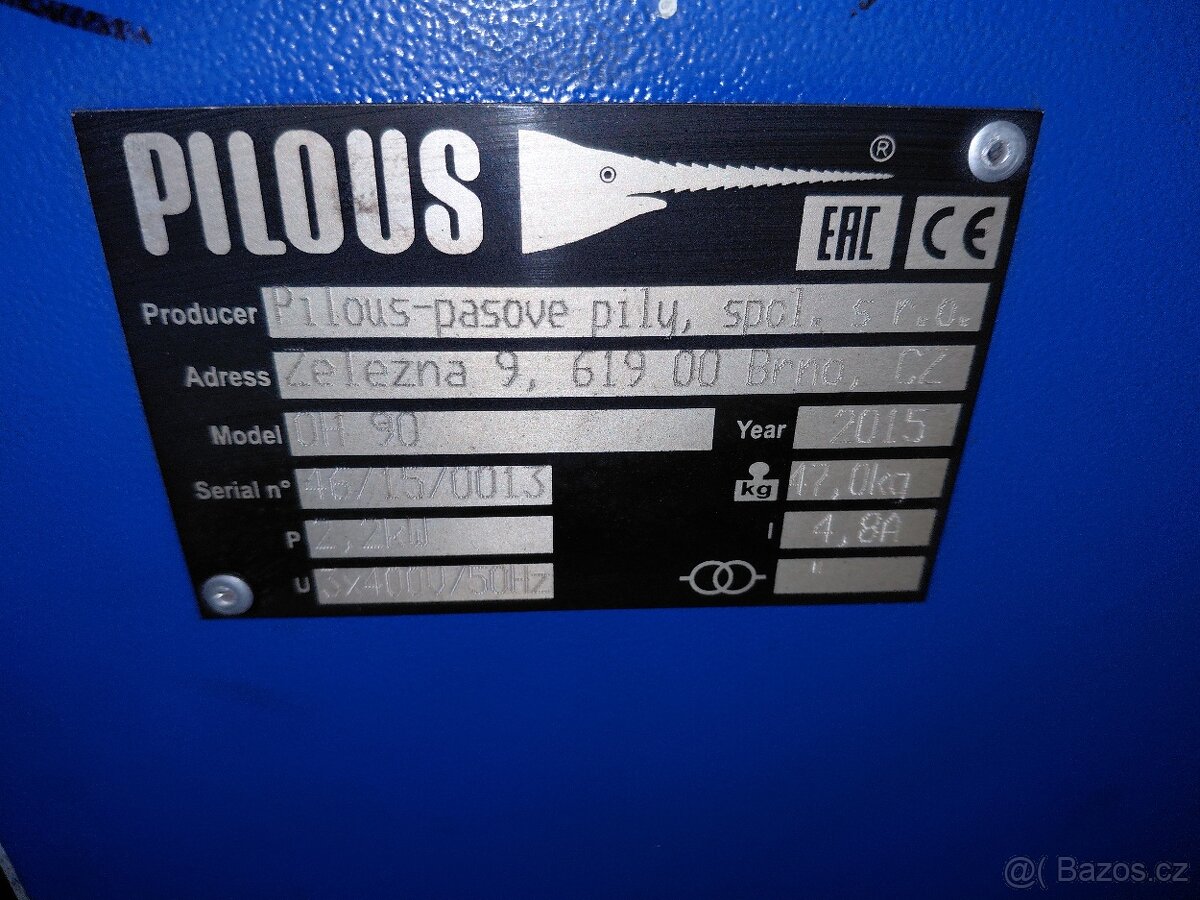 PILOUS ®
EAC CE
Producer Pilous-pasove pily, spol. s r.o.
Adress Zelezna 9, 619 00 Brno, CZ
Model OH 90 Year 2015
Serial n° 46/15/0013 kg 47,0kg
P 2,2kW I 4,8A
U 3x400V/50Hz "
@( Bazos.cz